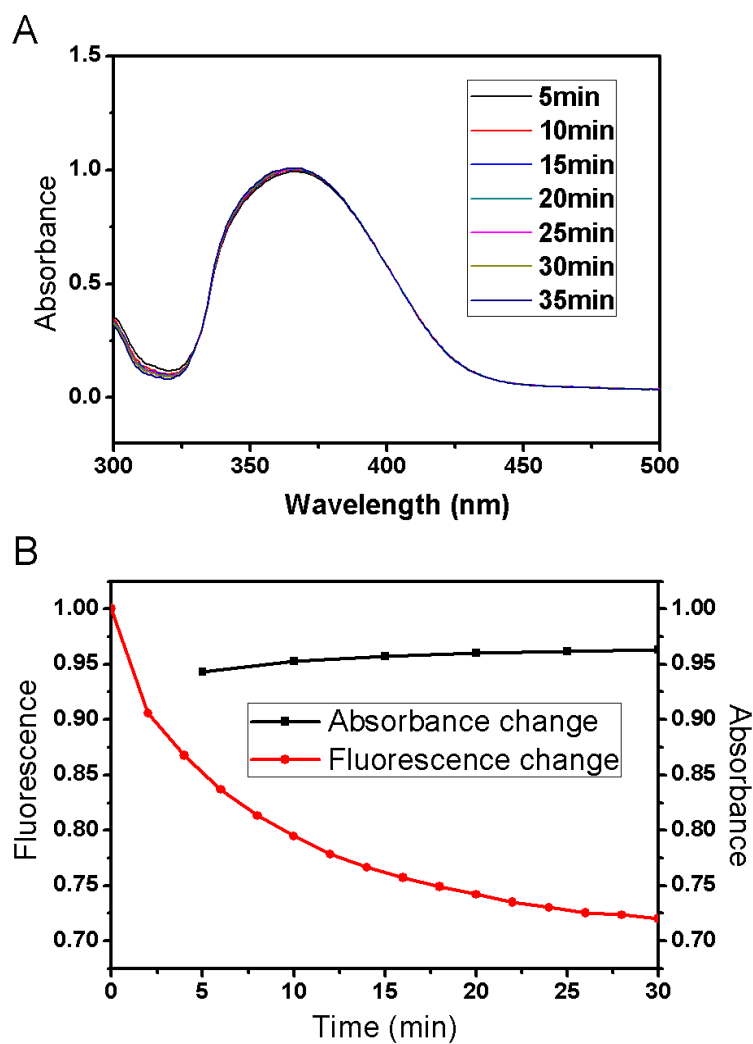 A
1.5
1.0
0.5
0.0
Absorbance
5min
10min
15min
20min
25min
30min
35min
300
350
400
450
500
Wavelength (nm)
B
1.00
0.95
0.90
0.85
0.80
0.75
0.70
Fluorescence
Absorbance change
Fluorescence change
1.00
0.95
0.90
0.85
0.80
0.75
0.70
Absorbance
0
5
10
15
20
25
30
Time (min)